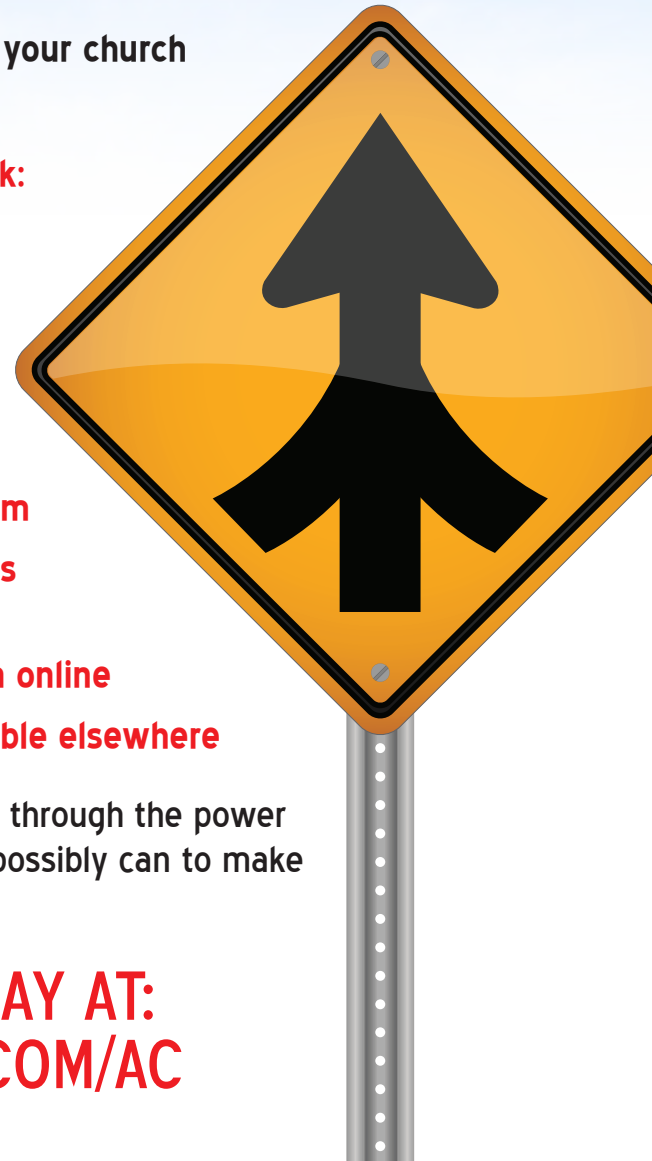 your church
k:
m
s
n online
ble elsewhere
through the power
possibly can to make
AY AT:
COM/AC